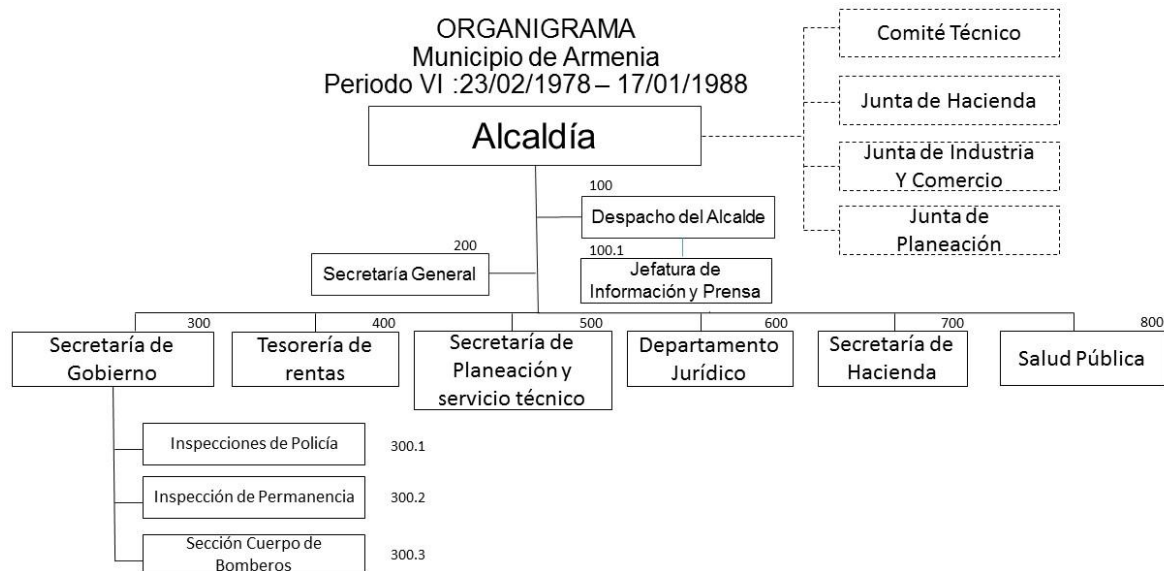 ORGANIGRAMA
Municipio de Armenia
Periodo VI :23/02/1978 – 17/01/1988
Alcaldía
Comité Técnico
Junta de Hacienda
Junta de Industria
Y Comercio
Junta de
Planeación
100
Despacho del Alcalde
100.1
Jefatura de
Información y Prensa
200
Secretaría General
300
Secretaría de
Gobierno
400
Tesorería de
rentas
500
Secretaría de
Planeación y
servicio técnico
600
Departamento
Jurídico
700
Secretaría de
Hacienda
800
Salud Pública
Inspecciones de Policía
300.1
Inspección de Permanencia
300.2
Sección Cuerpo de
Bomberos
300.3